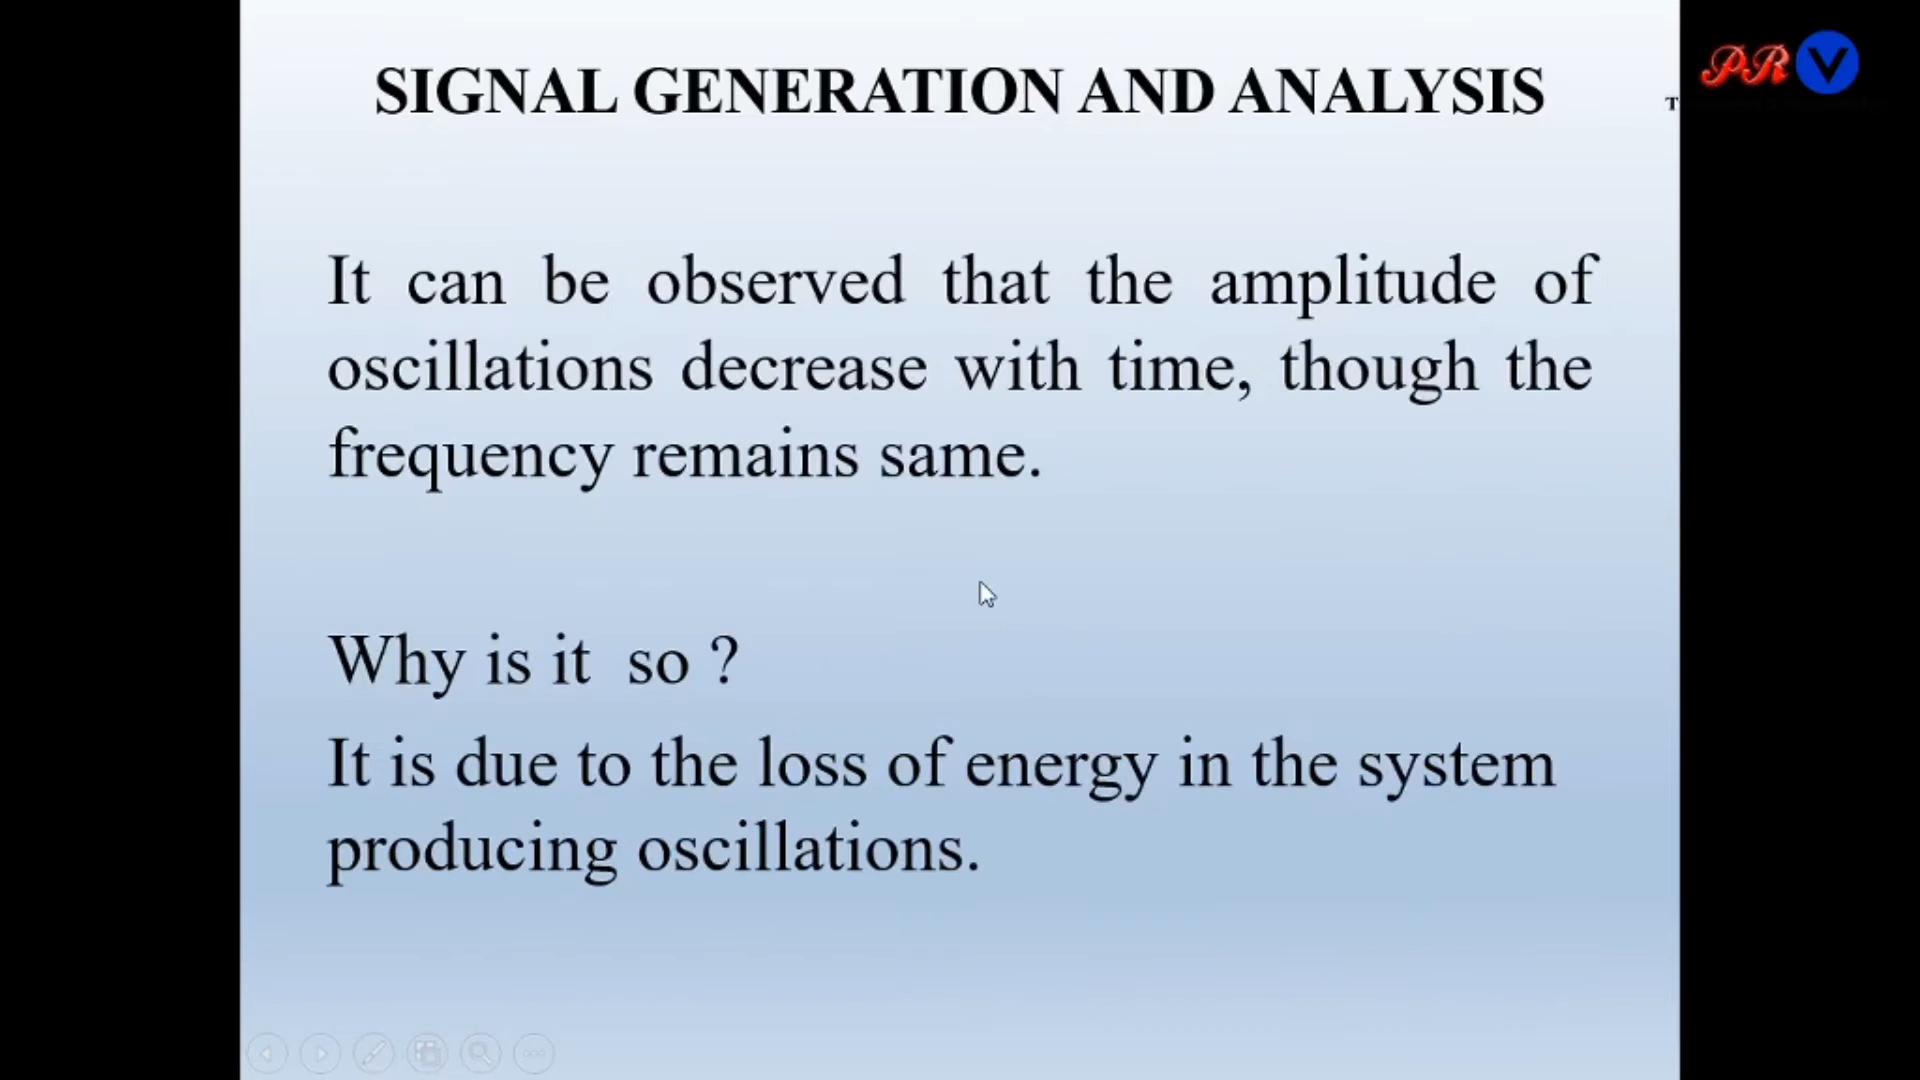 SIGNAL GENERATION AND ANALYSIS
PR V
T
It can be observed that the amplitude of
oscillations decrease with time, though the
frequency remains same.
Why is it so ?
It is due to the loss of energy in the system
producing oscillations.